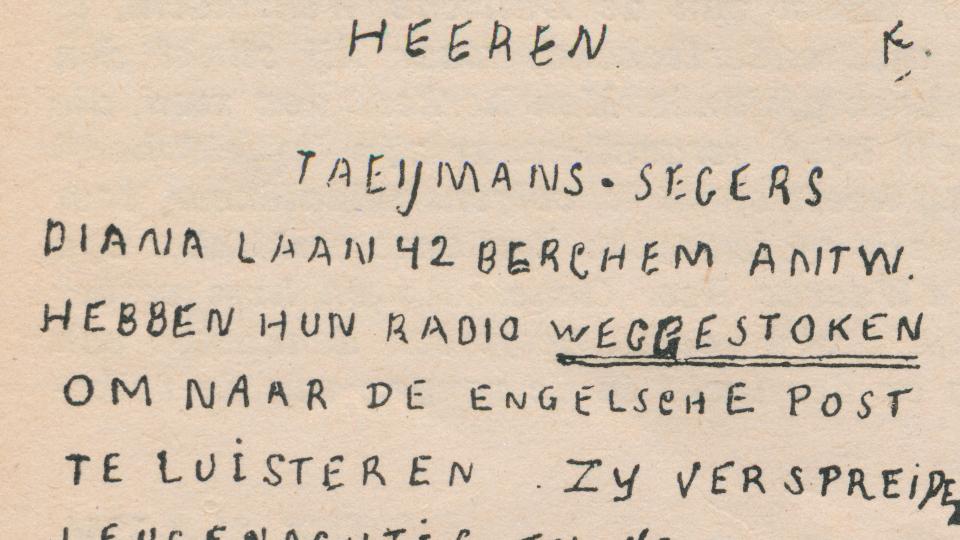 HEEREN K.
TAEIJMANS. SEGERS
DIANA LAAN 42 BERCHEM ANTW.
HEBBEN HUN RADIO WEGGESTOKEN
OM NAAR DE ENGELSCHE POST
TE LUISTEREN. ZY VERSPREIDEN